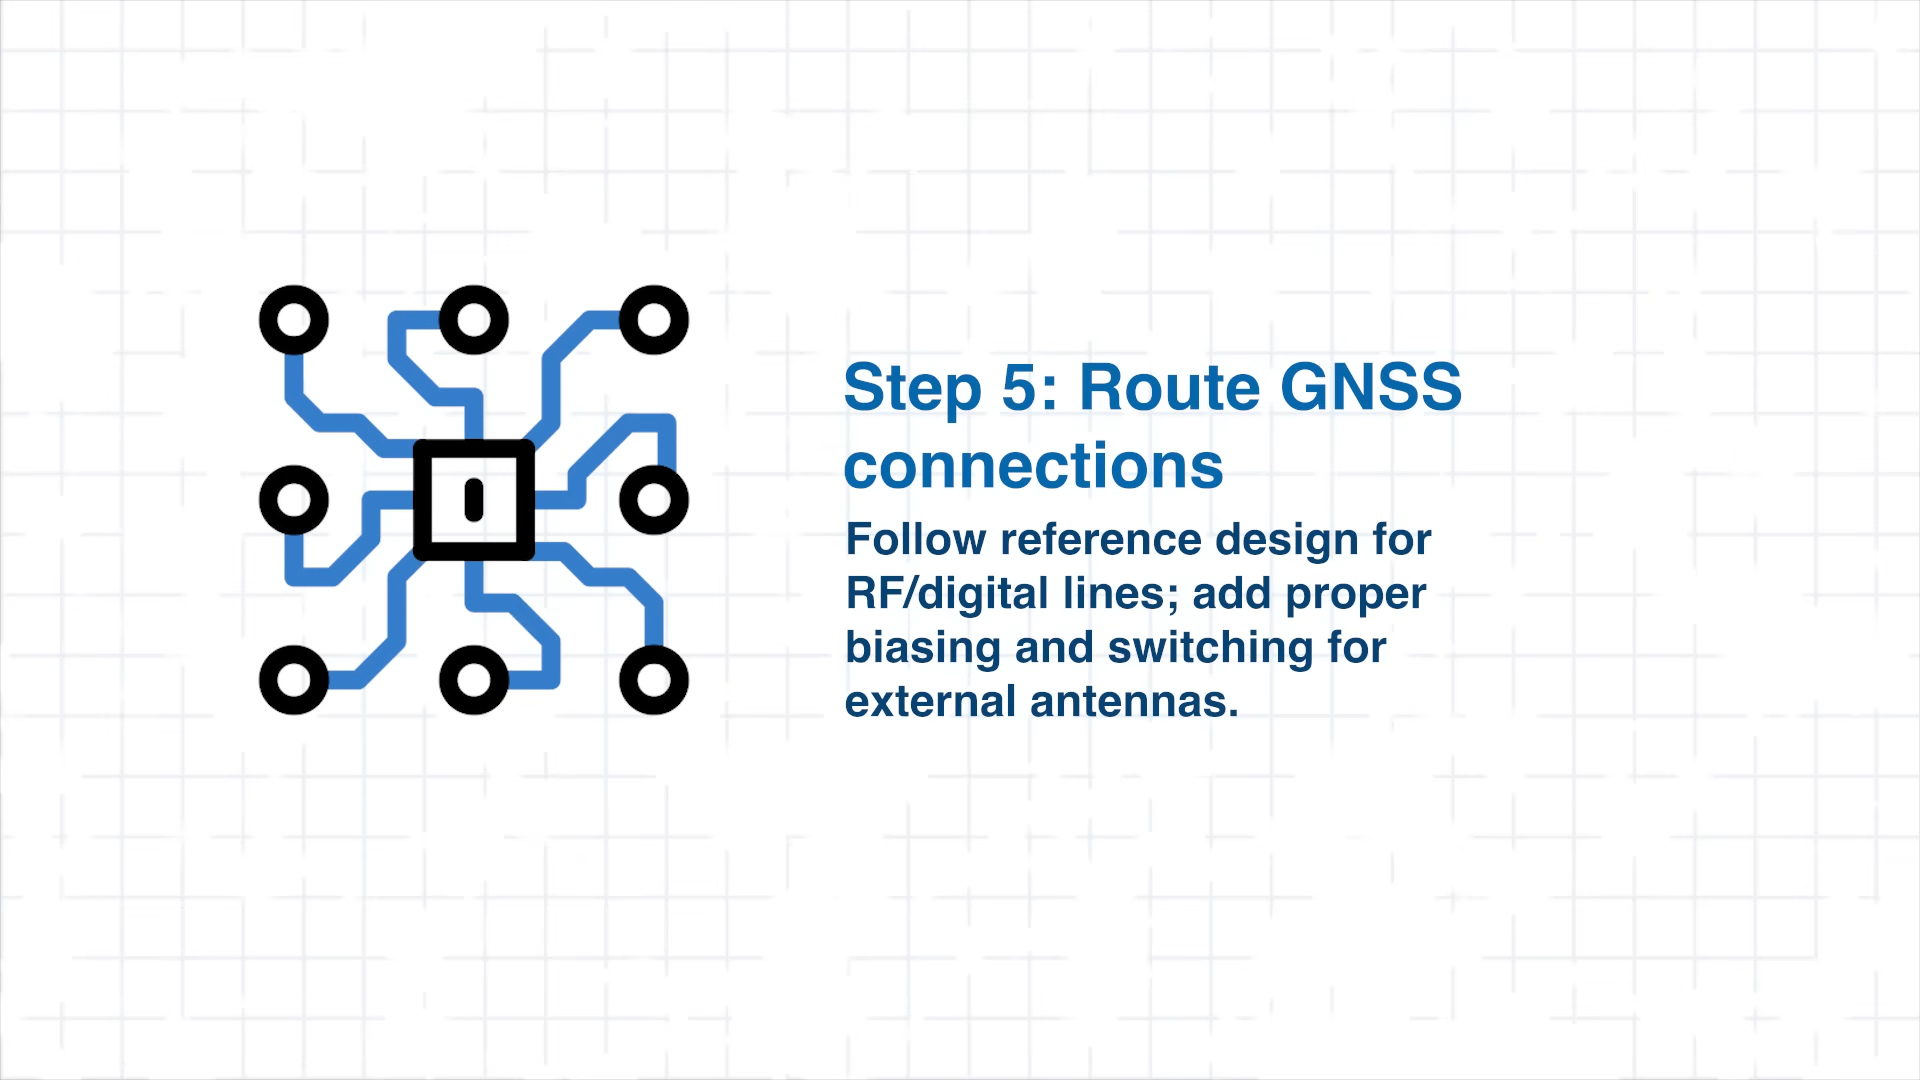 Step 5: Route GNSS
connections
Follow reference design for
RF/digital lines; add proper
biasing and switching for
external antennas.